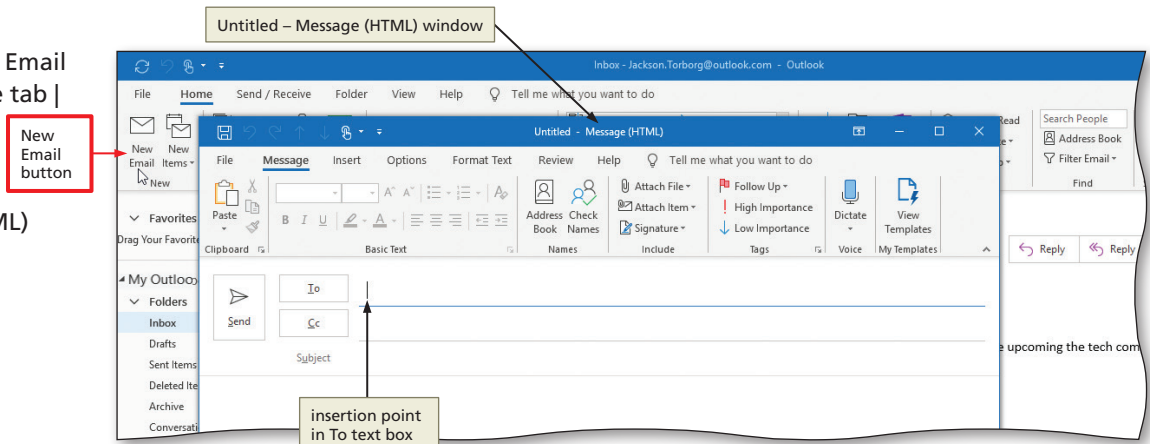 Untitled – Message (HTML) window
Email
e tab |
New
Email
button
ML)
Inbox - Jackson.Torborg@outlook.com - Outlook
File Home Send / Receive Folder View Help Tell me what you want to do
New Email
New Items
New
Read
Search People
Address Book
Filter Email
Find
Untitled - Message (HTML)
File Message Insert Options Format Text Review Help Tell me what you want to do
Paste
Clipboard
B I U A
A A
Basic Text
Address Book
Check Names
Names
Attach File
Attach Item
Signature
Include
Follow Up
High Importance
Low Importance
Tags
Dictate
Voice
View Templates
My Templates
Favorites
Drag Your Favorite
My Outloo
Folders
Inbox
Drafts
Sent Items
Deleted Ite
Archive
Conversati
Send
To
Cc
Subject
Reply Reply
e upcoming the tech com
insertion point
in To text box